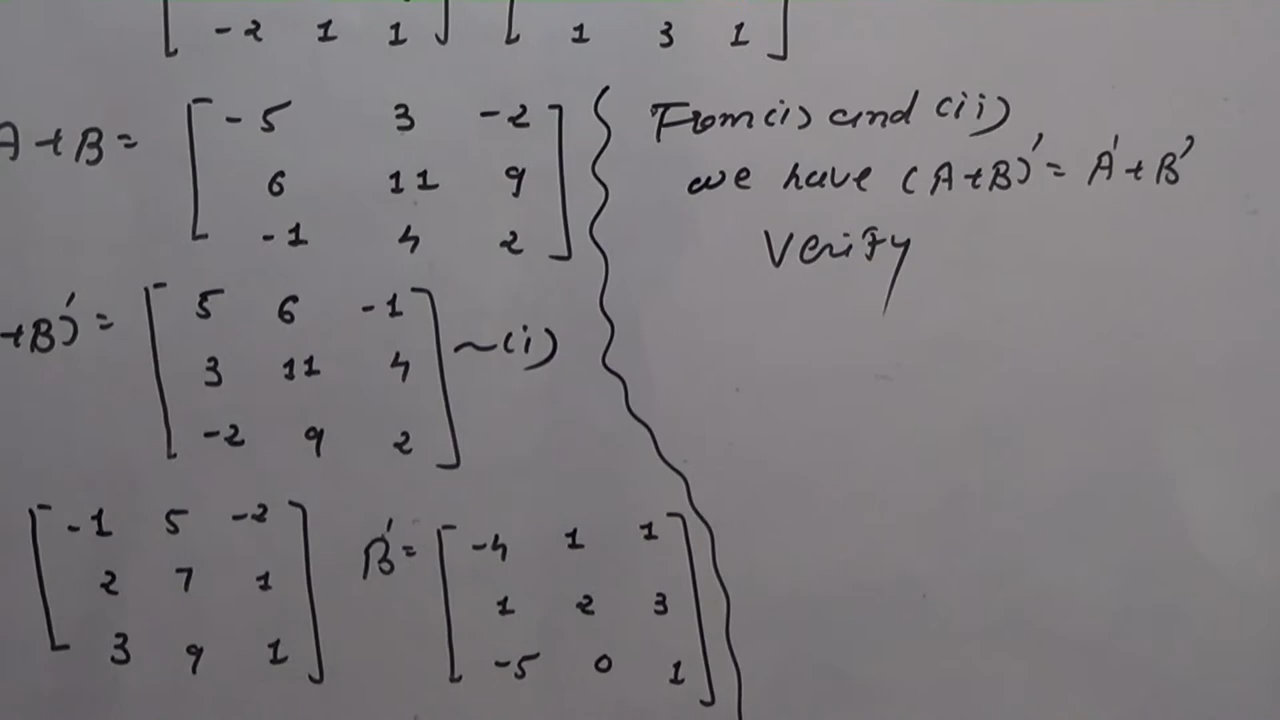 -2 1 1 1 3 1
A+B= -5 3 -2
6 11 9
-1 4 2
+B)'= 5 6 -1
3 11 4 ~(i)
-2 9 2
-1 5 -2
2 7 1
3 9 1
B'= -4 1 1
1 2 3
-5 0 1
From(i) and (ii)
we have (A+B)'= A'+B'
Verify